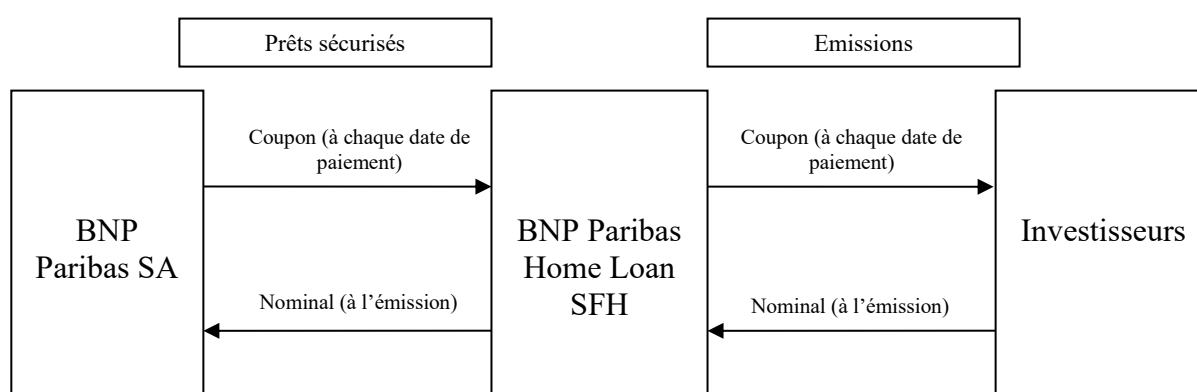 Prêts sécurisés
Emissions
Coupon (à chaque date de
paiement)
Coupon (à chaque date de
paiement)
BNP
Paribas SA
BNP Paribas
Home Loan
SFH
Investisseurs
Nominal (à l’émission)
Nominal (à l’émission)